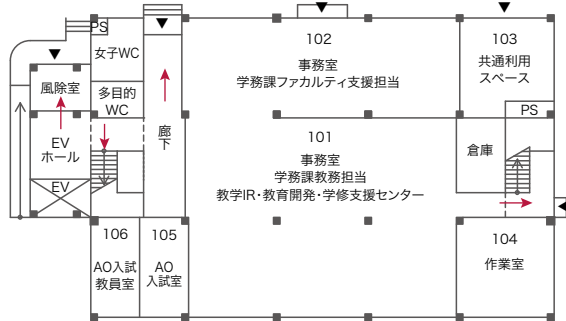 PS
女子WC
風除室
多目的
WC
EV
ホール
EV
廊
下
102
事務室
学務課ファカルティ支援担当
103
共通利用
スペース
PS
101
事務室
学務課教務担当
教学IR・教育開発・学修支援センター
倉庫
106
AO入試
教員室
105
AO
入試室
104
作業室